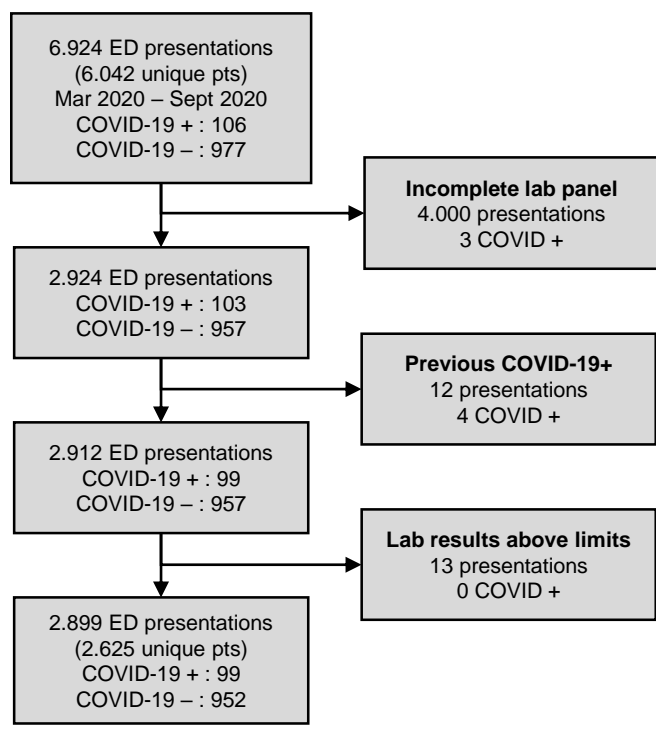 6.924 ED presentations
(6.042 unique pts)
Mar 2020 – Sept 2020
COVID-19 + : 106
COVID-19 – : 977
Incomplete lab panel
4.000 presentations
3 COVID +
2.924 ED presentations
COVID-19 + : 103
COVID-19 – : 957
Previous COVID-19+
12 presentations
4 COVID +
2.912 ED presentations
COVID-19 + : 99
COVID-19 – : 957
Lab results above limits
13 presentations
0 COVID +
2.899 ED presentations
(2.625 unique pts)
COVID-19 + : 99
COVID-19 – : 952